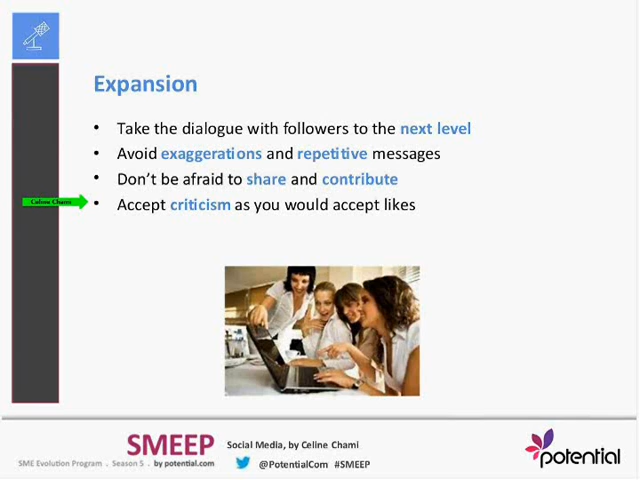 Expansion
• Take the dialogue with followers to the next level
• Avoid exaggerations and repetitive messages
• Don't be afraid to share and contribute
Celine Chami
• Accept criticism as you would accept likes
SMEEP
Social Media, by Celine Chami
SME Evolution Program . Season 5 . by potential.com
@PotentialCom #SMEEP
potential